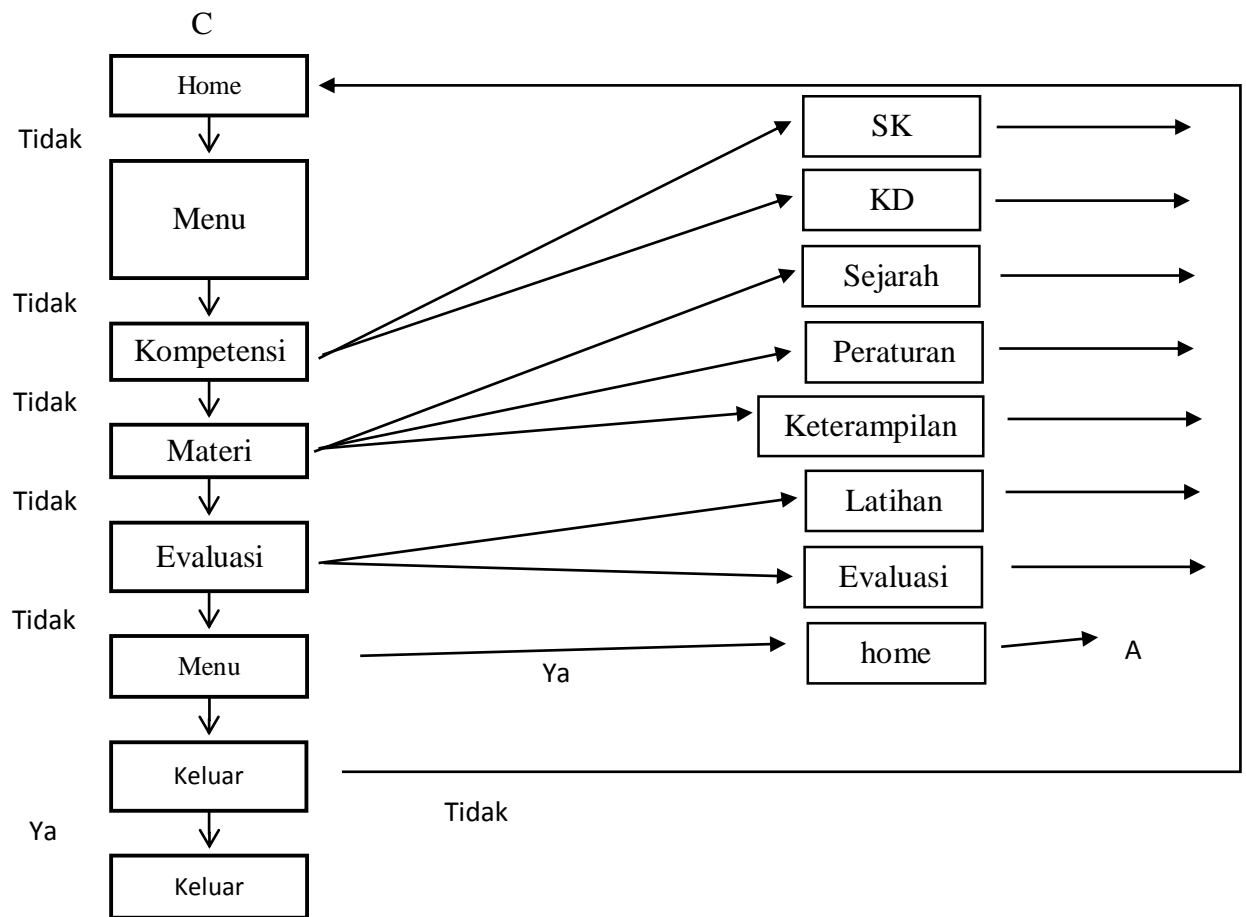 C
Home
SK
Tidak
KD
Menu
Sejarah
Tidak
Kompetensi
Peraturan
Tidak
Keterampilan
Materi
Tidak
Latihan
Evaluasi
Evaluasi
Tidak
home
A
Menu
Ya
Keluar
Tidak
Ya
Keluar